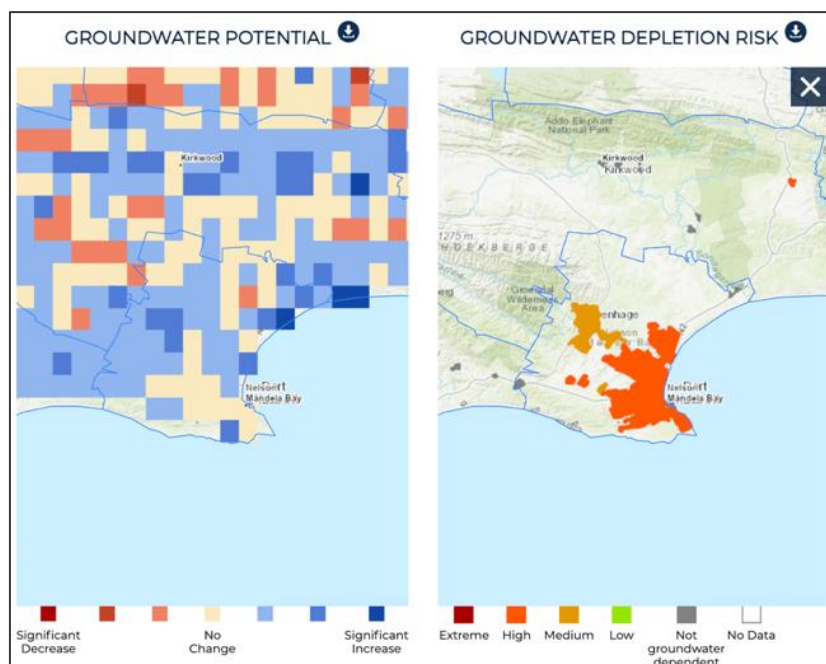 GROUNDWATER POTENTIAL
Kirkwood
Nelson
Mandela Bay
Significant
Decrease
No
Change
Significant
Increase
GROUNDWATER DEPLETION RISK
Addo Elephant
National Park
Kirkwood
Kirkwood
1275 m
Groendal
Wilderness
Area
enhage
Nelson
Mandela Bay
Extreme
High
Medium
Low
Not
groundwater
dependent
No Data